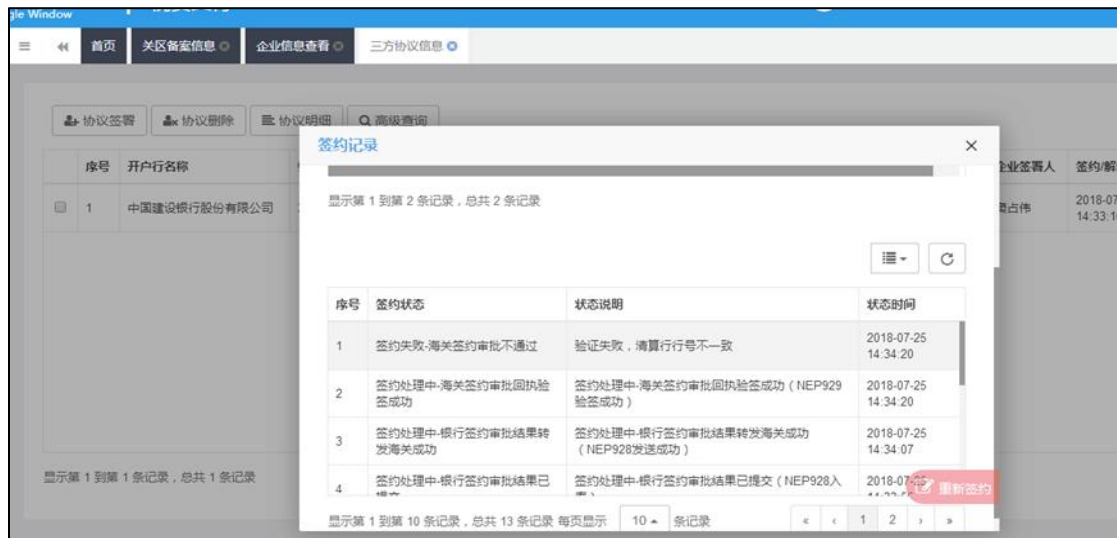 gle Window
首页
关区备案信息
企业信息查看
三方协议信息
协议签署
协议删除
协议明细
高级查询
序号
开户行名称
企业签署人
签约/解
1
中国建设银行股份有限公司
占伟
2018-07
14:33:1
显示第 1 到第 1 条记录，总共 1 条记录
签约记录
显示第 1 到第 2 条记录，总共 2 条记录
序号
签约状态
状态说明
状态时间
1
签约失败-海关签约审批不通过
验证失败，清算行行号不一致
2018-07-25
14:34:20
2
签约处理中-海关签约审批回执验
签成功
签约处理中-海关签约审批回执验签成功（NEP929
验签成功）
2018-07-25
14:34:20
3
签约处理中-银行签约审批结果转
发海关成功
签约处理中-银行签约审批结果转发海关成功
（NEP928发送成功）
2018-07-25
14:34:07
4
签约处理中-银行签约审批结果已
签约处理中-银行签约审批结果已提交（NEP928入
2018-07-25
重新签约
显示第 1 到第 10 条记录，总共 13 条记录 每页显示 10 条记录
« ‹ 1 2 › »